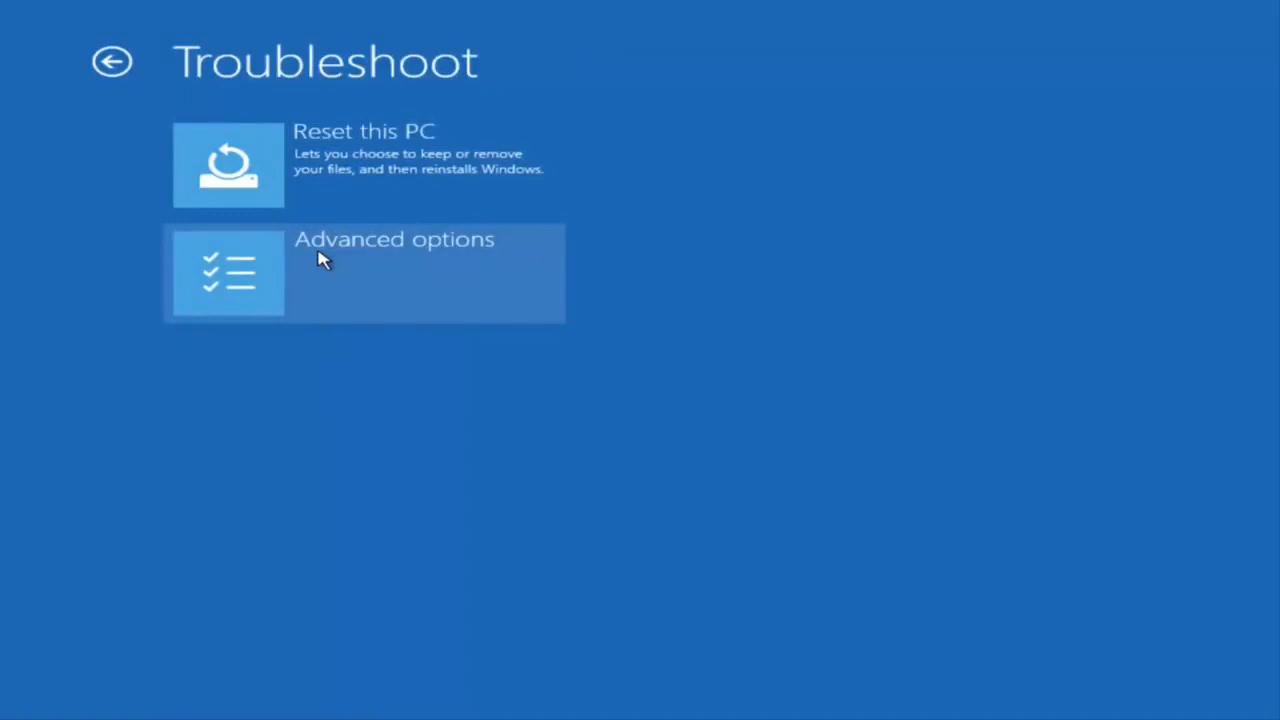 Troubleshoot
Reset this PC
Lets you choose to keep or remove
your files, and then reinstalls Windows.
Advanced options